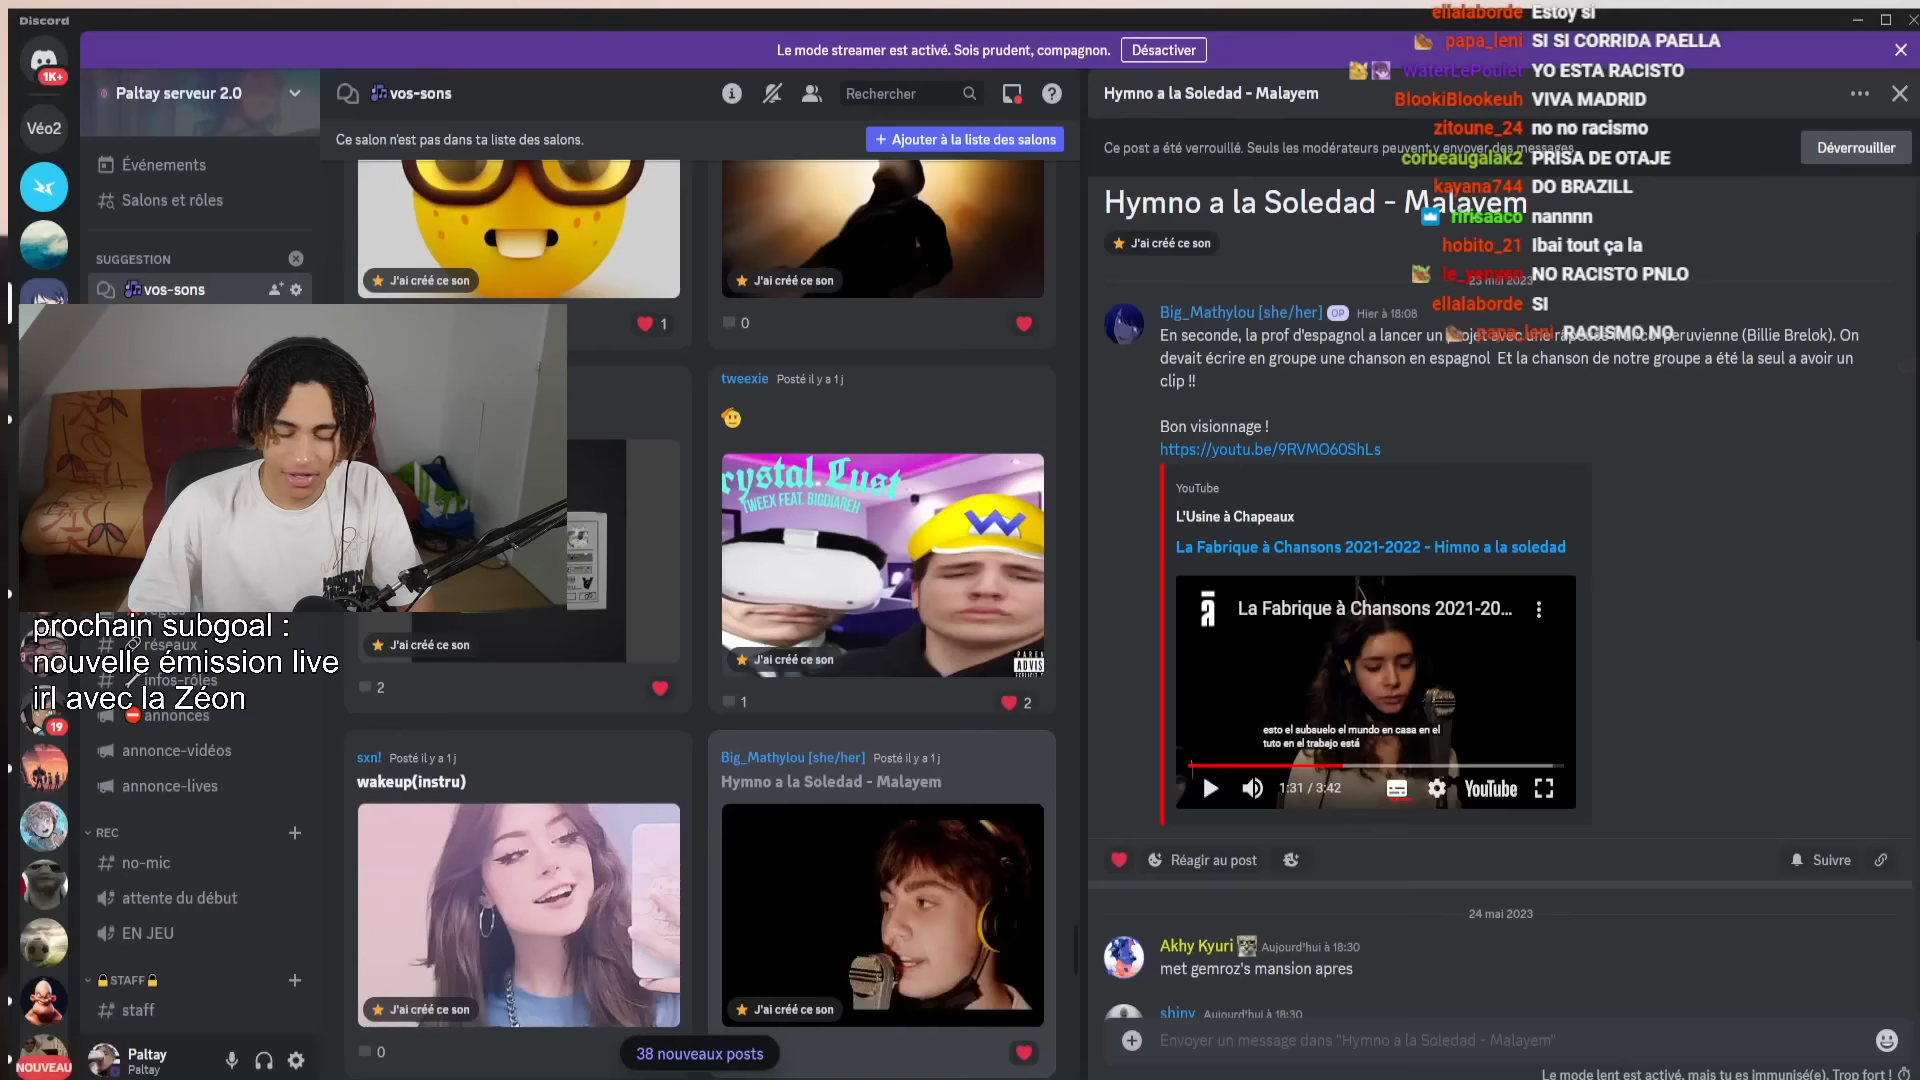 Discord
Le mode streamer est activé. Sois prudent, compagnon.
Désactiver
1K+
Véo2
19
NOUVEAU
Paltay serveur 2.0
Événements
Salons et rôles
SUGGESTION
vos-sons
réseaux
infos-rôles
annonces
annonce-vidéos
annonce-lives
REC
no-mic
attente du début
EN JEU
STAFF
staff
Paltay
Paltay
prochain subgoal :
nouvelle émission live
irl avec la Zéon
vos-sons
Rechercher
Ce salon n'est pas dans ta liste des salons.
+ Ajouter à la liste des salons
J'ai créé ce son
1
J'ai créé ce son
0
J'ai créé ce son
2
tweexie Posté il y a 1 j
rystal.Lust
TWEEX FEAT. BIGDIAREH
ADVIS
J'ai créé ce son
1
2
sxn! Posté il y a 1 j
wakeup(instru)
J'ai créé ce son
0
Big_Mathylou [she/her] Posté il y a 1 j
Hymno a la Soledad - Malayem
J'ai créé ce son
38 nouveaux posts
Hymno a la Soledad - Malayem
Ce post a été verrouillé. Seuls les modérateurs peuvent y envoyer des messages
Déverrouiller
Hymno a la Soledad - Malayem
J'ai créé ce son
23 mai 2023
Big_Mathylou [she/her] OP Hier à 18:08
En seconde, la prof d'espagnol a lancer un projet avec une rapeuse franco-peruvienne (Billie Brelok). On
devait écrire en groupe une chanson en espagnol Et la chanson de notre groupe a été la seul a avoir un
clip !!
Bon visionnage !
https://youtu.be/9RVMO60ShLs
YouTube
L'Usine à Chapeaux
La Fabrique à Chansons 2021-2022 - Himno a la soledad
La Fabrique à Chansons 2021-20...
esto el subsuelo el mundo en casa en el
tuto en el trabajo está
1:31 / 3:42
YouTube
Réagir au post
Suivre
24 mai 2023
Akhy Kyuri Aujourd'hui à 18:30
met gemroz's mansion apres
shiny Aujourd'hui à 18:30
Envoyer un message dans "Hymno a la Soledad - Malayem"
Le mode lent est activé, mais tu es immunisé(e). Trop fort !
ellalaborde Estoy si
papa_leni SI SI CORRIDA PAELLA
WaterLePoulet YO ESTA RACISTO
BlookiBlookeuh VIVA MADRID
zitoune_24 no no racismo
corbeaugalak2 PRISA DE OTAJE
kayana744 DO BRAZILL
ririsaaco nannnn
hobito_21 Ibai tout ça la
le_venven NO RACISTO PNLO
ellalaborde SI
papa_leni RACISMO NO